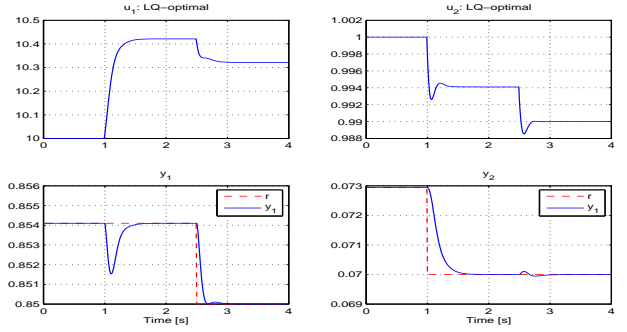 u1: LQ−optimal
10.5
10.4
10.3
10.2
10.1
10
0 1 2 3 4
u2: LQ−optimal
1.002
1
0.998
0.996
0.994
0.992
0.990
0.988
0 1 2 3 4
y1
0.856
0.855
0.854
0.853
0.852
0.851
0.85
0 1 2 3 4
r
y1
Time [s]
y2
0.073
0.072
0.071
0.07
0.069
0 1 2 3 4
r
y1
Time [s]